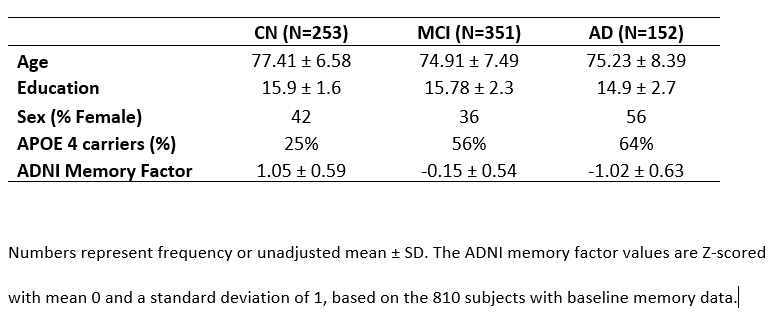 CN (N=253) MCI (N=351) AD (N=152)
Age 77.41 ± 6.58 74.91 ± 7.49 75.23 ± 8.39
Education 15.9 ± 1.6 15.78 ± 2.3 14.9 ± 2.7
Sex (% Female) 42 36 56
APOE 4 carriers (%) 25% 56% 64%
ADNI Memory Factor 1.05 ± 0.59 -0.15 ± 0.54 -1.02 ± 0.63
Numbers represent frequency or unadjusted mean ± SD. The ADNI memory factor values are Z-scored
with mean 0 and a standard deviation of 1, based on the 810 subjects with baseline memory data.